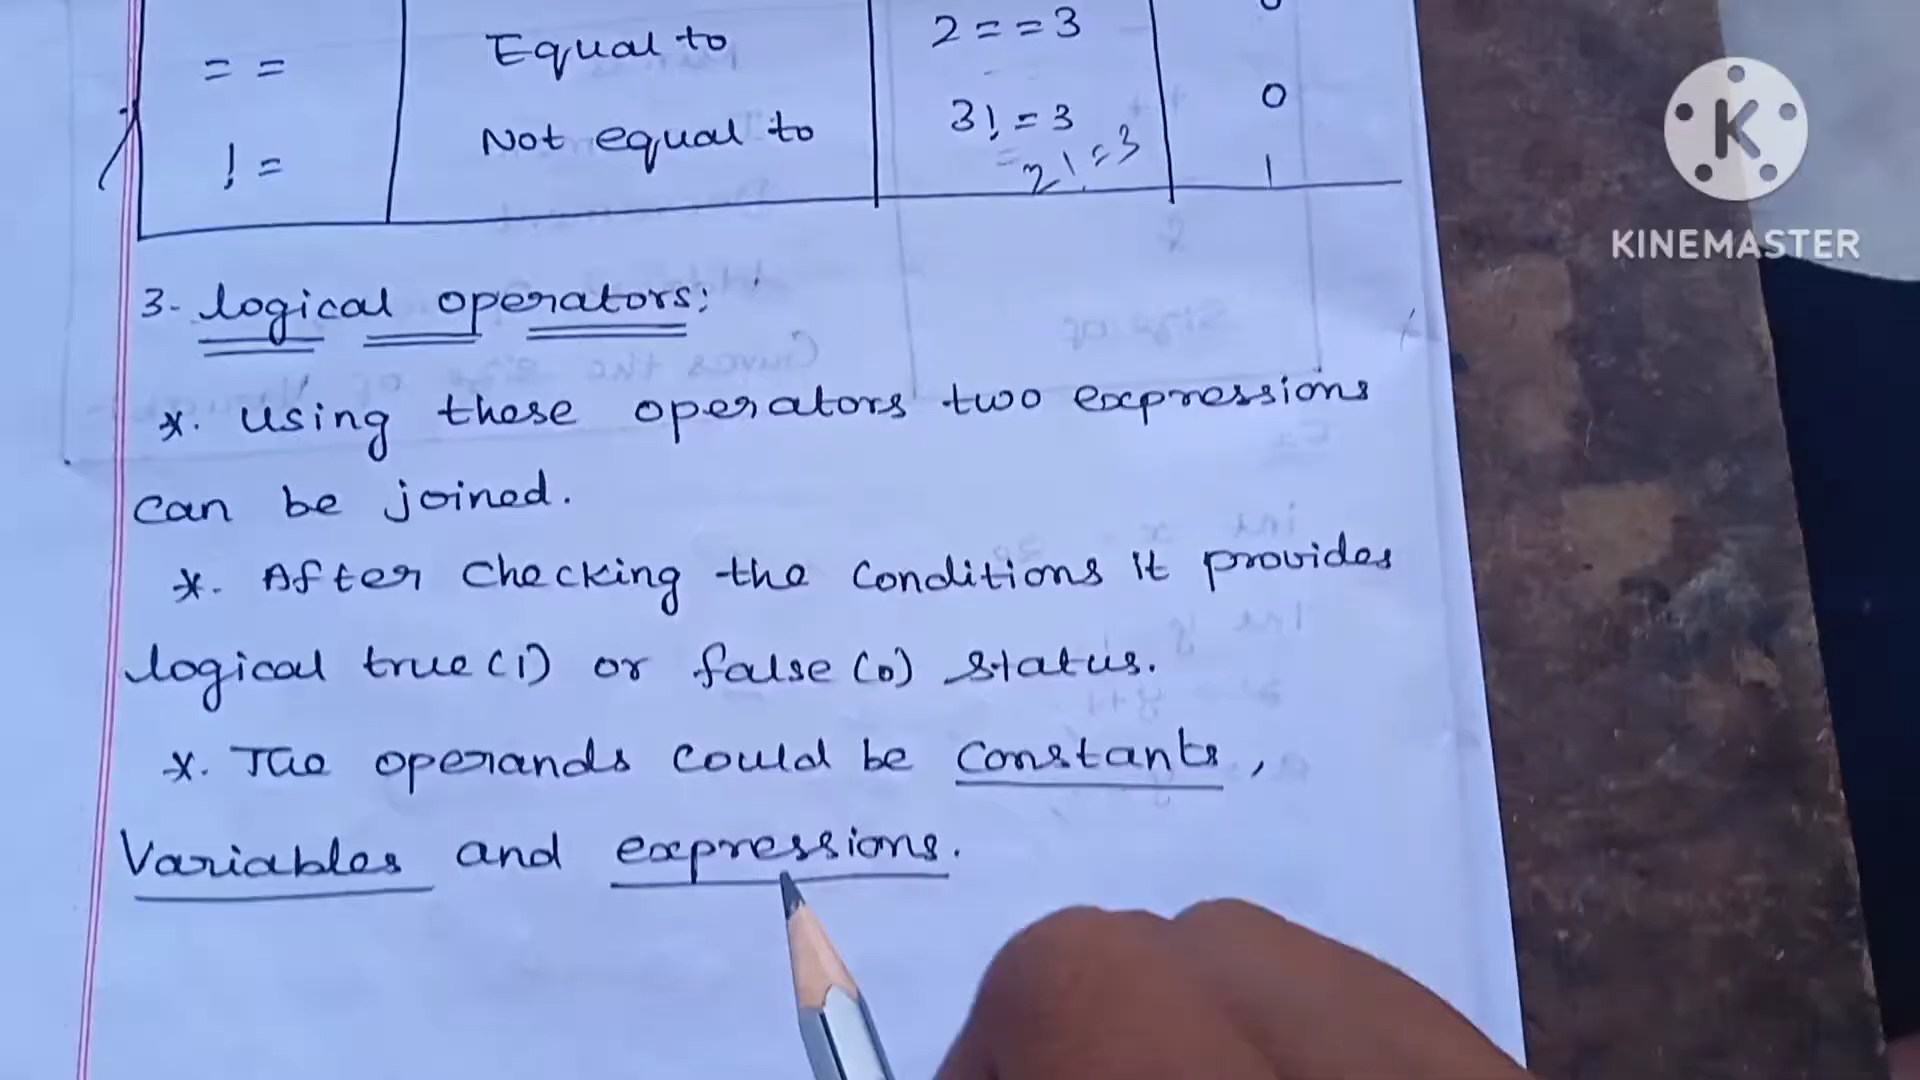 = = Equal to 2 = = 3
! = Not equal to 3! = 3 0
2! = 3 1
KINEMASTER
3. logical operators:
*. Using these operators two expressions
can be joined.
*. After checking the conditions it provides
logical true (1) or false (0) status.
*. The operands could be constants,
Variables and expressions.